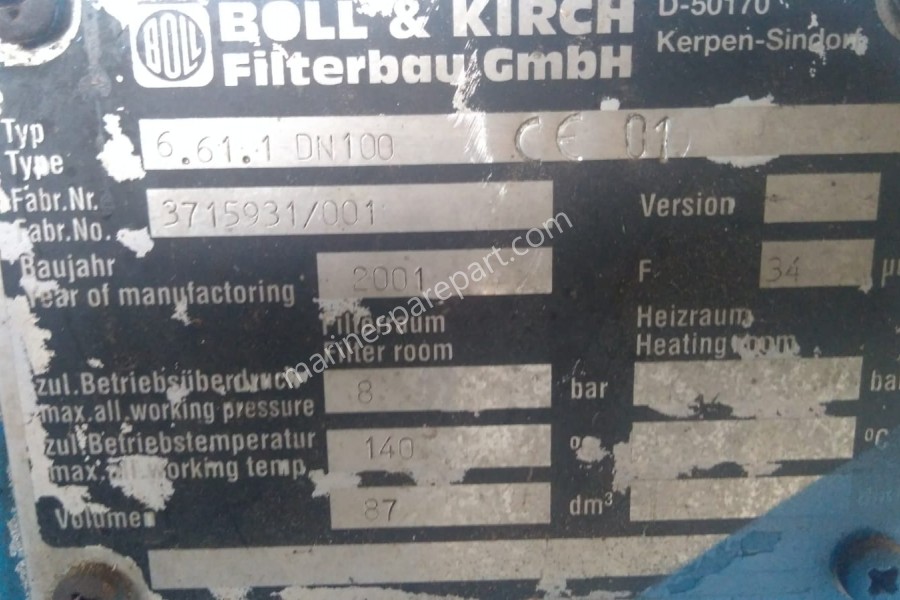 BOLL
BOLL & KIRCH
Filterbau GmbH
D-50170
Kerpen-Sindorf
Typ
Type
6.61.1 DN100 CE 01
Fabr.Nr.
Fabr.No.
3715931/001
Version
Baujahr
Year of manufactoring
2001
F 34 µ
Filterraum
Filter room
Heizraum
Heating room
zul.Betriebsüberdruck
max.all.working pressure
8 bar
ba
zul.Betriebstemperatur
max.all.working temp.
140 °
°C
Volumen
87 dm³
marinesparepart.com